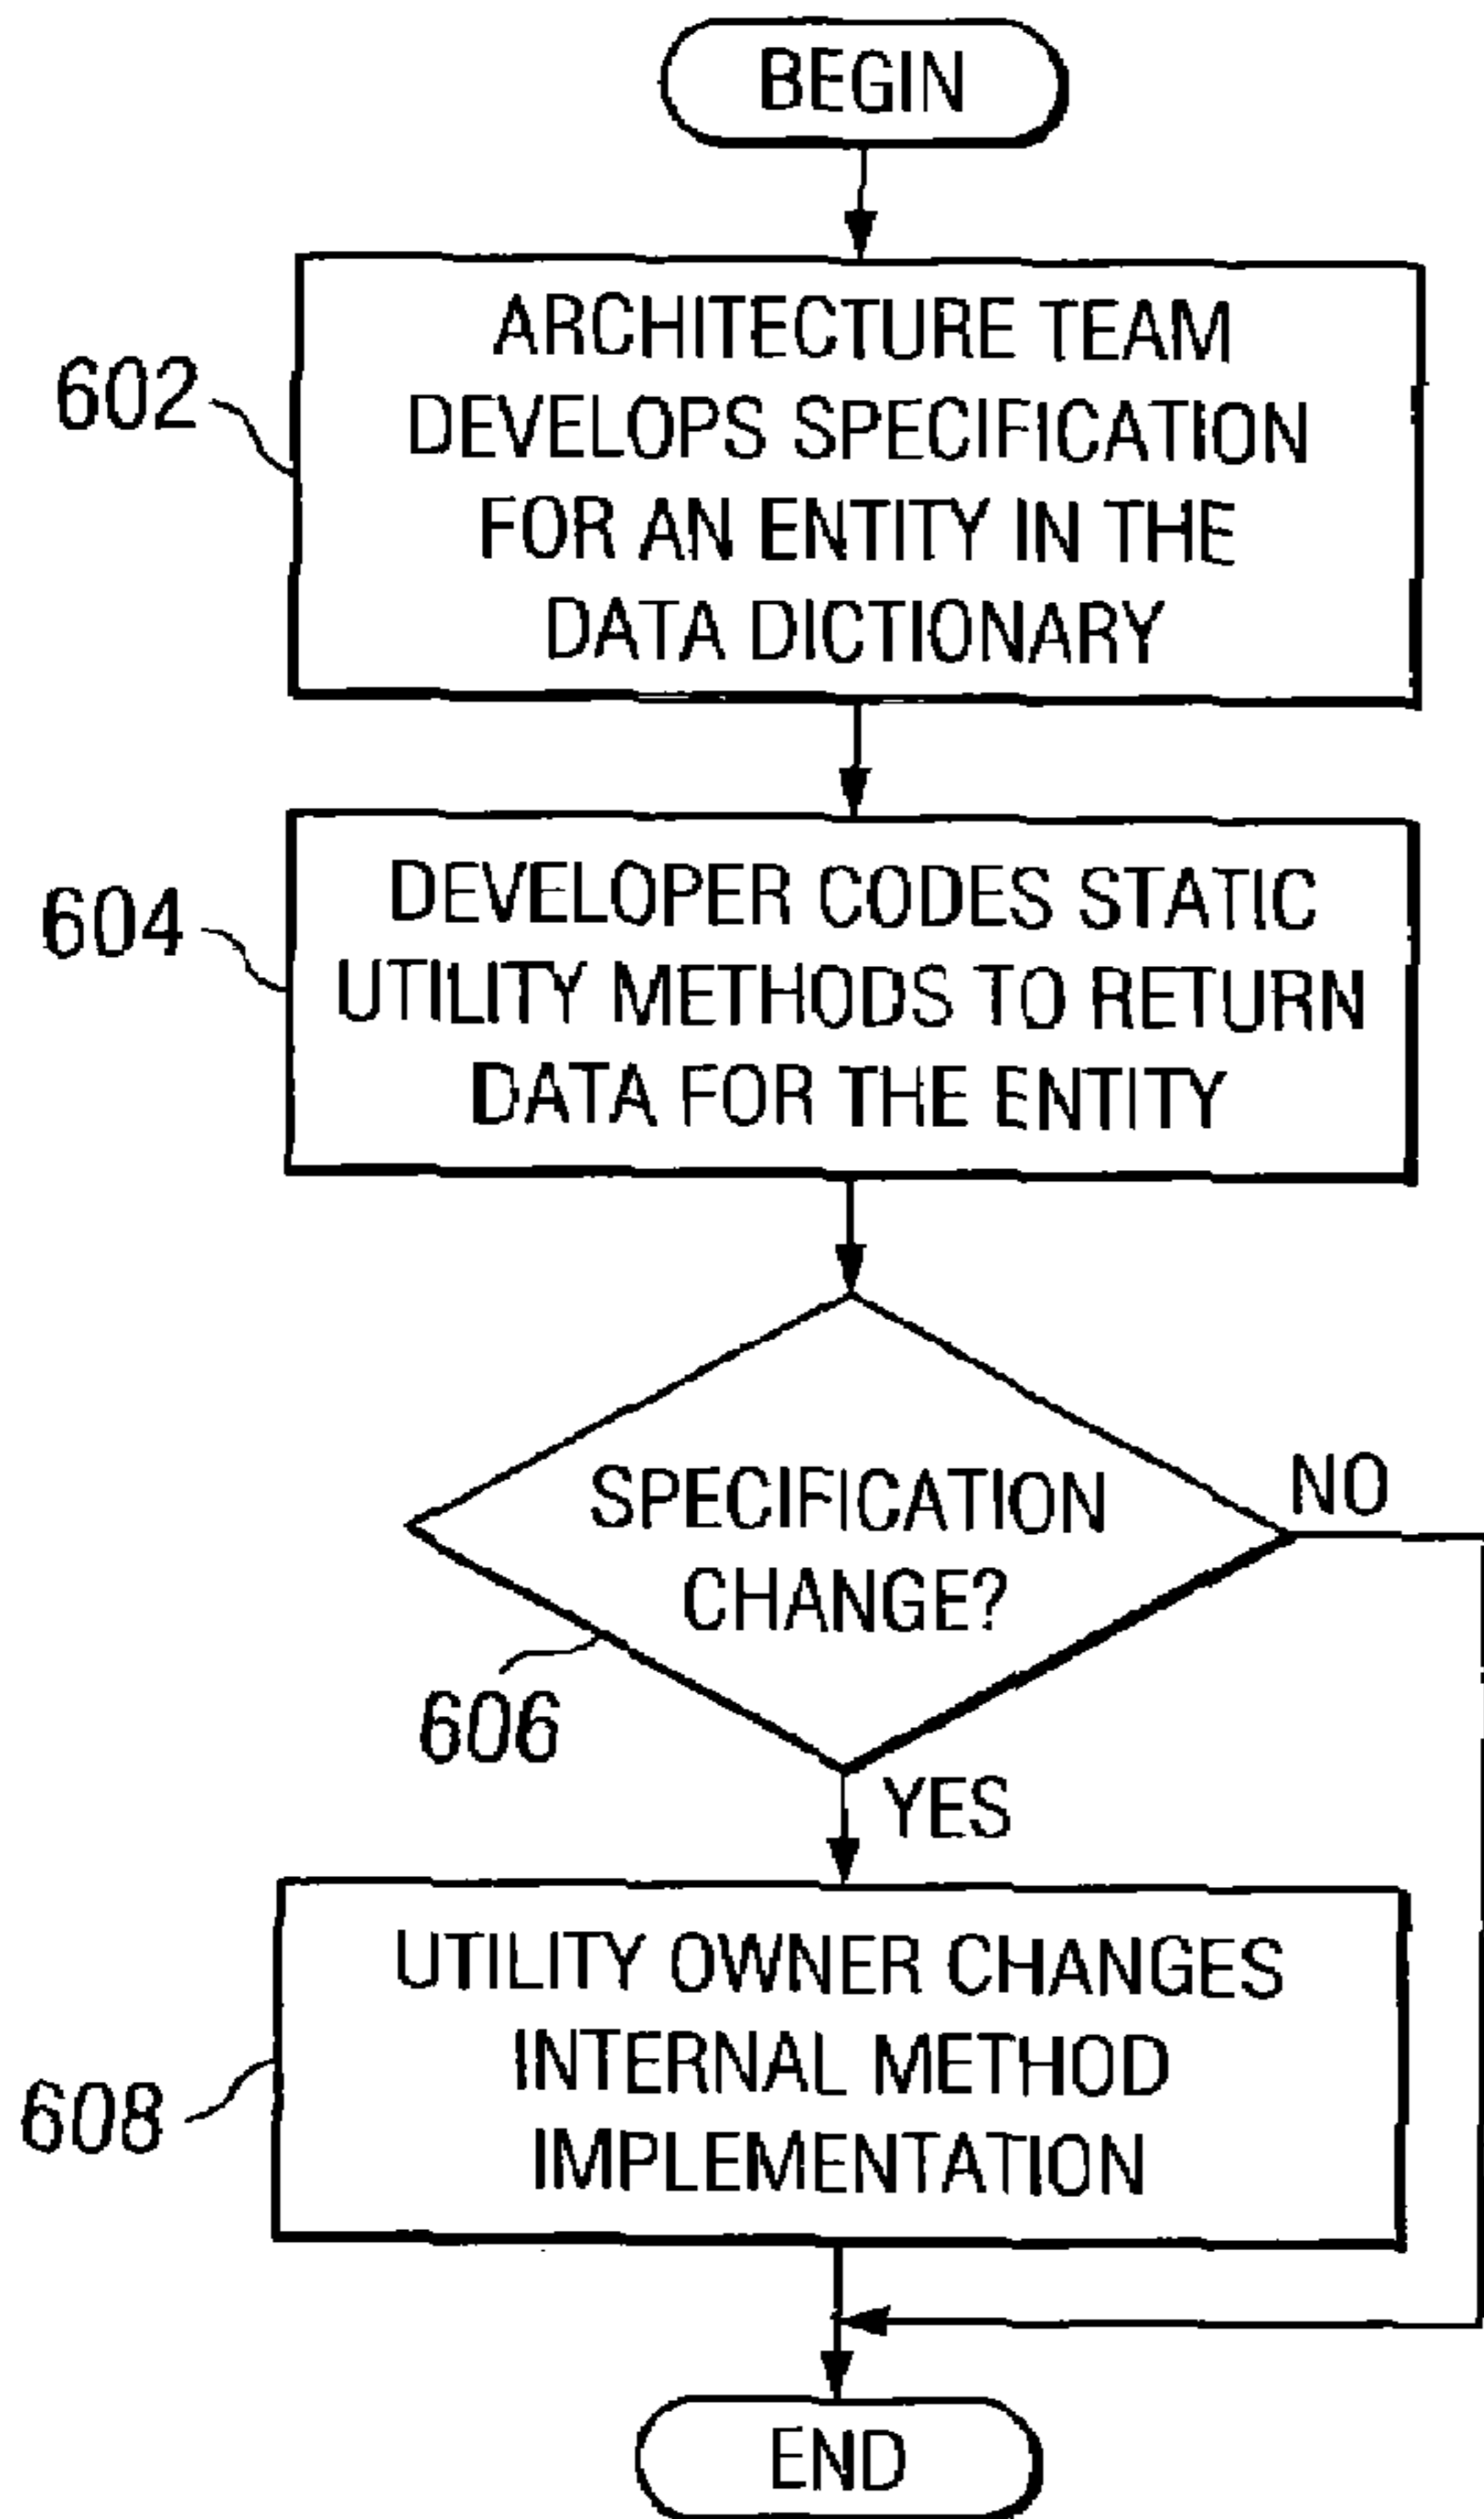 BEGIN
602
ARCHITECTURE TEAM
DEVELOPS SPECIFICATION
FOR AN ENTITY IN THE
DATA DICTIONARY
604
DEVELOPER CODES STATIC
UTILITY METHODS TO RETURN
DATA FOR THE ENTITY
SPECIFICATION
CHANGE?
NO
606
YES
608
UTILITY OWNER CHANGES
INTERNAL METHOD
IMPLEMENTATION
END